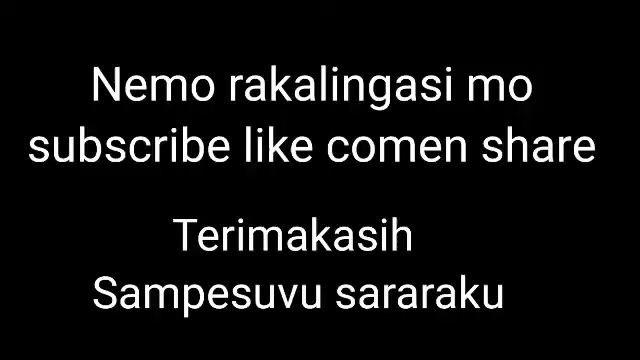 Nemo rakalingasi mo
subscribe like comen share
Terimakasih
Sampesuvu sararaku